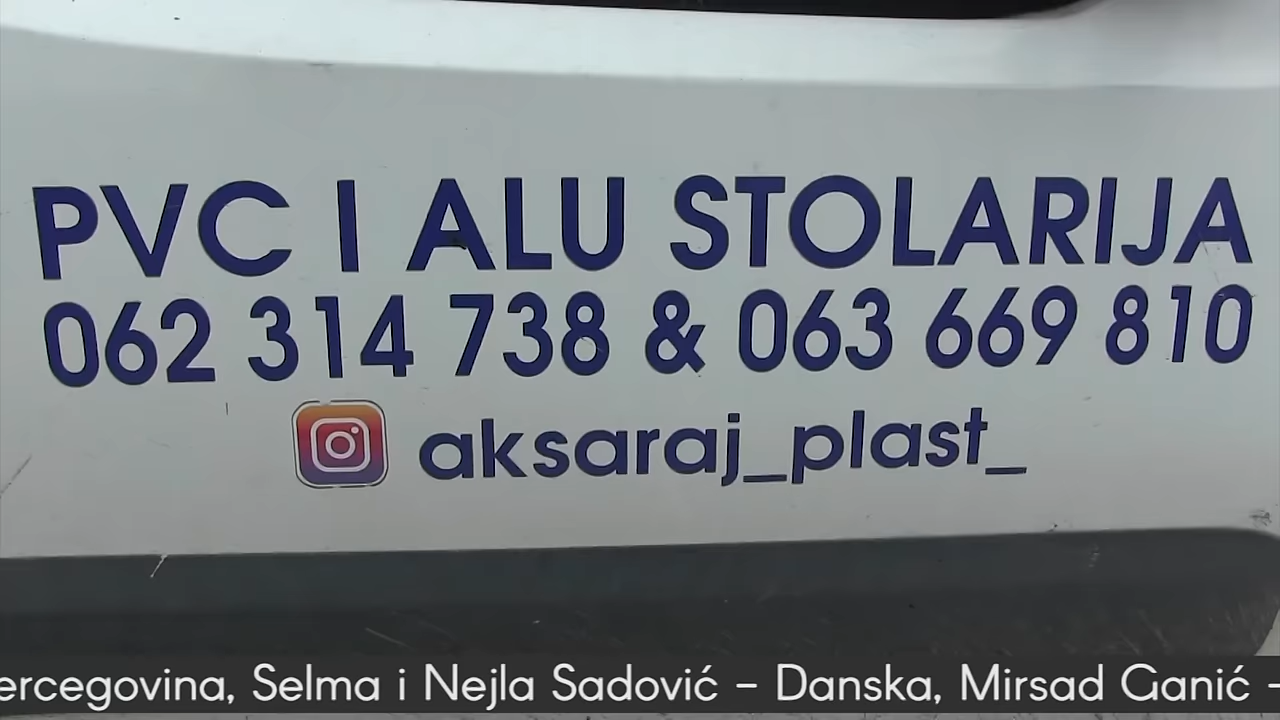 PVC I ALU STOLARIJA
062 314 738 & 063 669 810
aksaraj_plast_
ercegovina, Selma i Nejla Sadović – Danska, Mirsad Ganić –